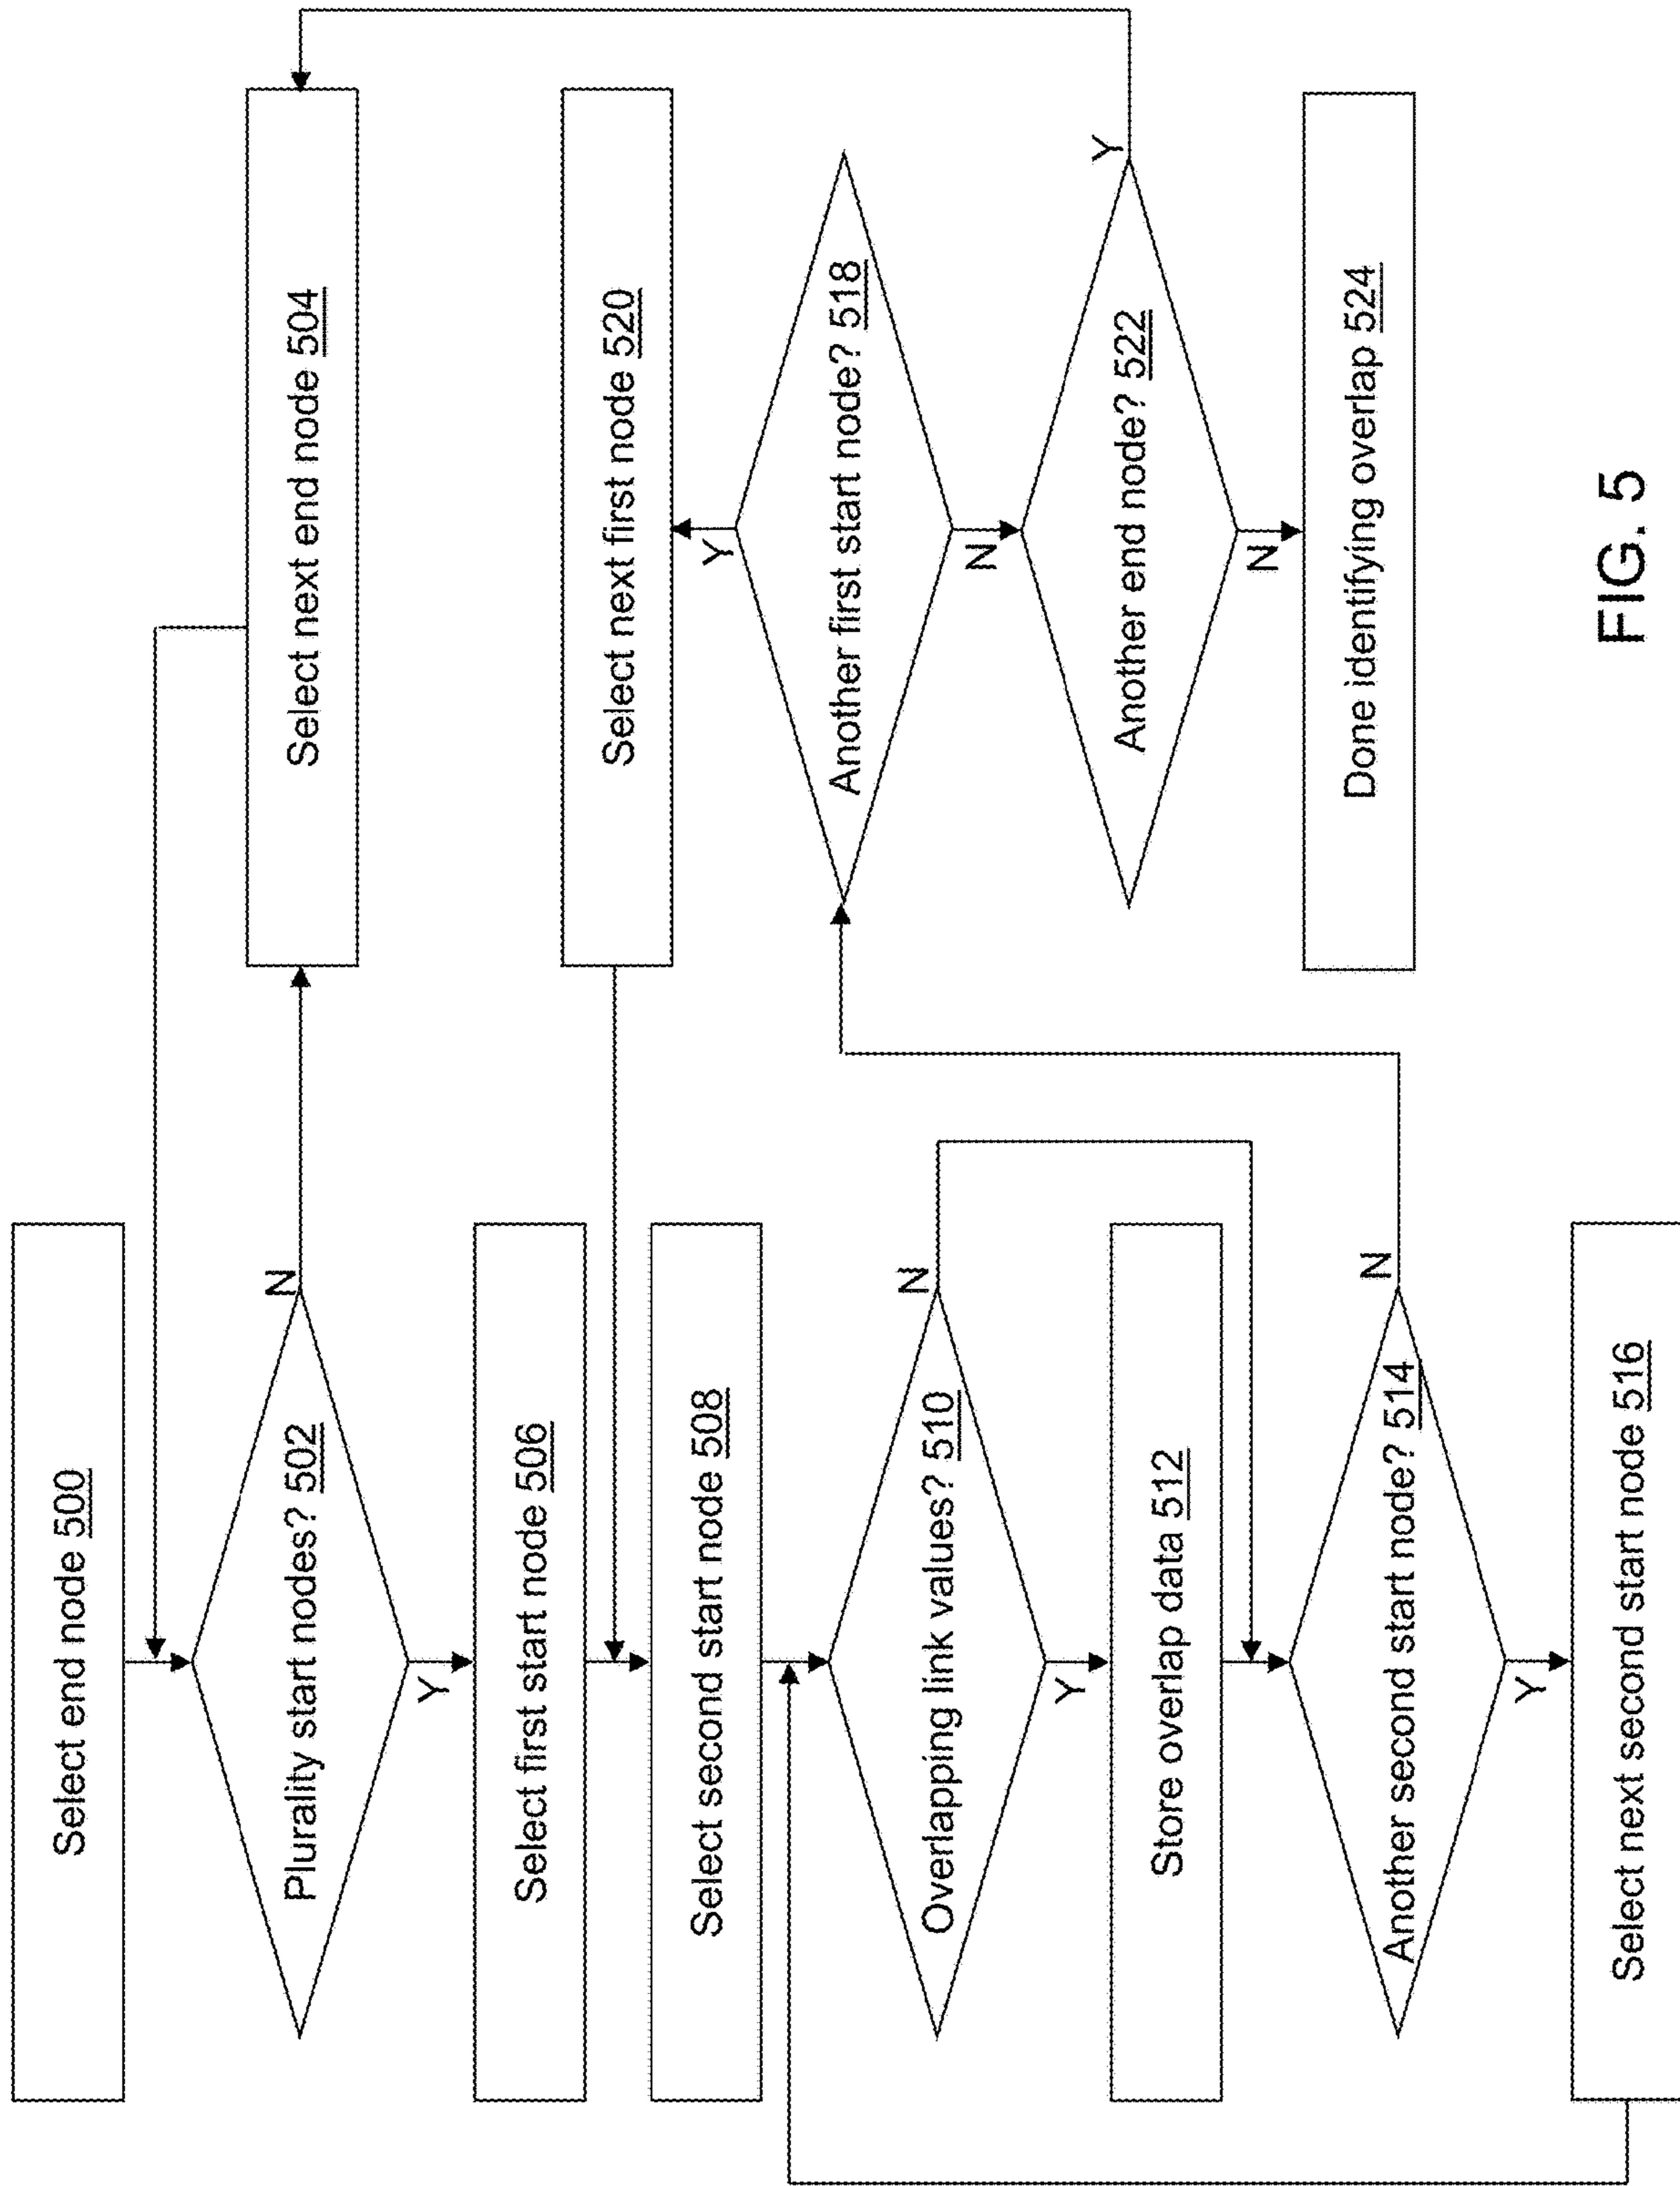 Select end node 500
Plurality start nodes? 502
N
Y
Select next end node 504
Select first start node 506
Select second start node 508
Overlapping link values? 510
N
Y
Store overlap data 512
Another second start node? 514
N
Y
Select next second start node 516
Select next first node 520
Y
Another first start node? 518
N
Another end node? 522
Y
N
Done identifying overlap 524
FIG. 5